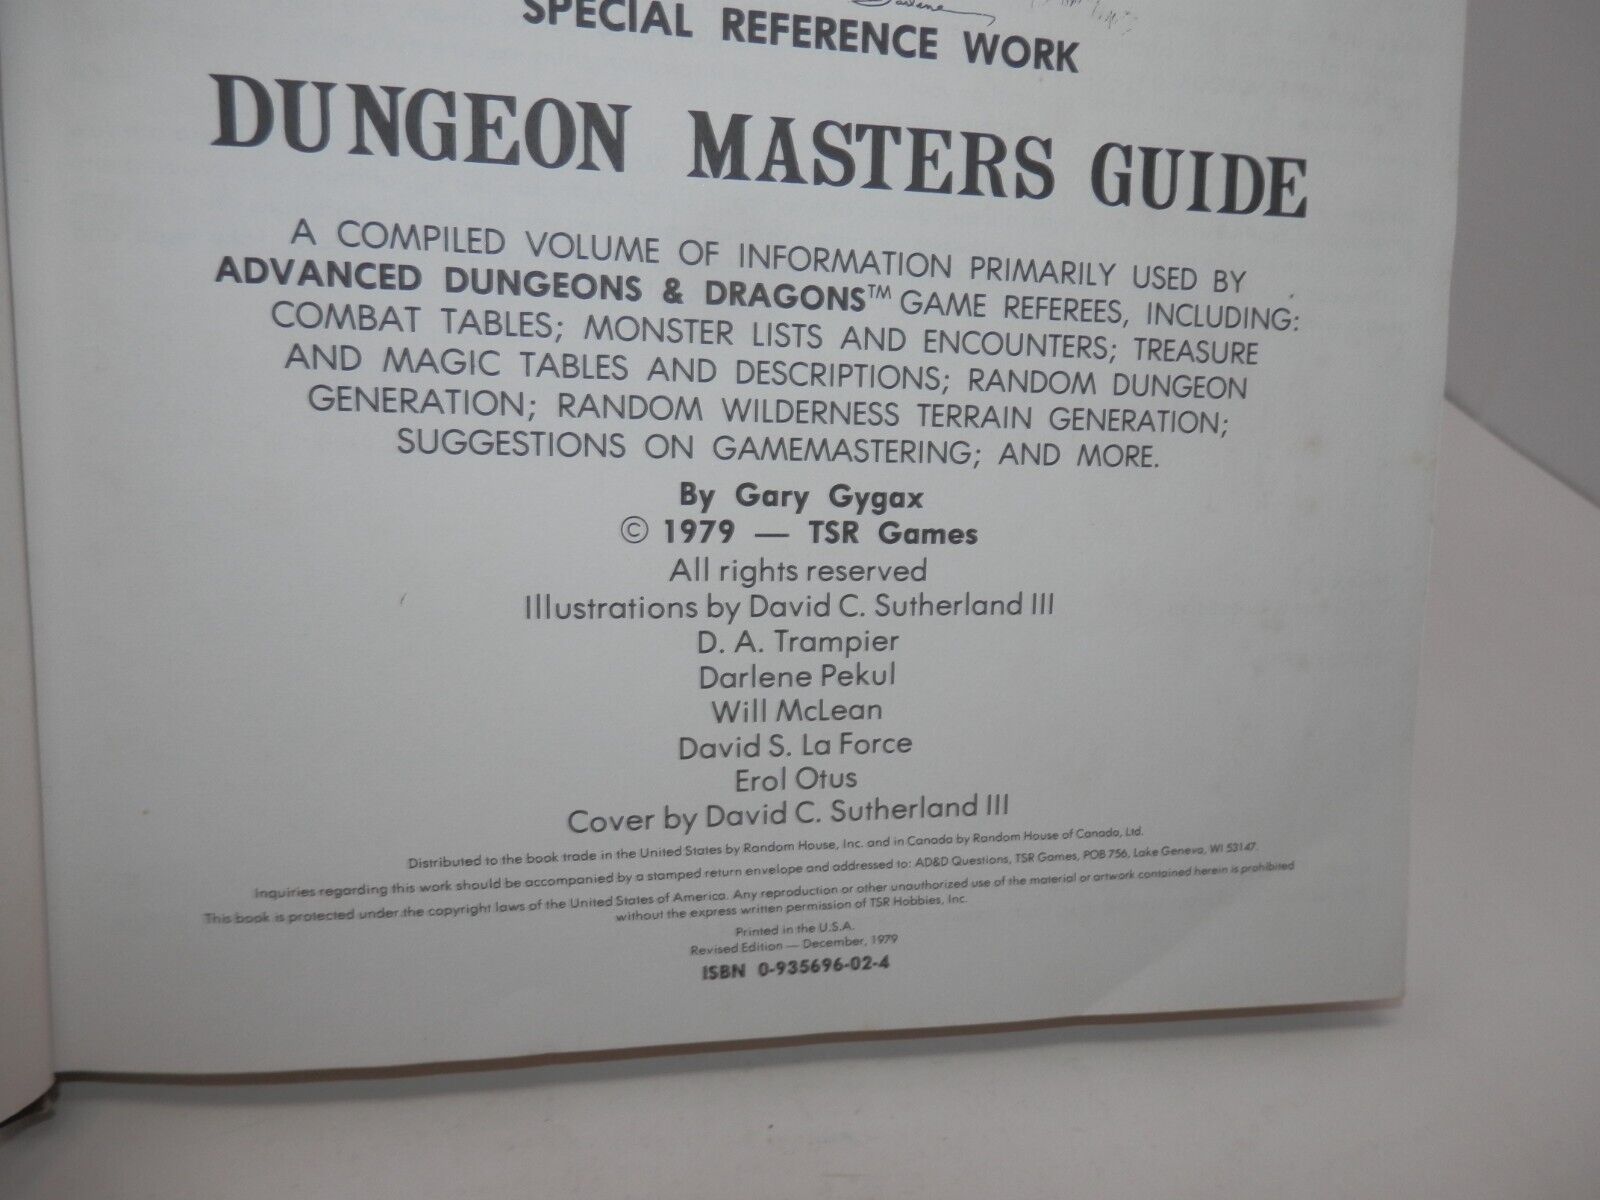 Darlene
SPECIAL REFERENCE WORK
DUNGEON MASTERS GUIDE
A COMPILED VOLUME OF INFORMATION PRIMARILY USED BY
ADVANCED DUNGEONS & DRAGONS™ GAME REFEREES, INCLUDING:
COMBAT TABLES; MONSTER LISTS AND ENCOUNTERS; TREASURE
AND MAGIC TABLES AND DESCRIPTIONS; RANDOM DUNGEON
GENERATION; RANDOM WILDERNESS TERRAIN GENERATION;
SUGGESTIONS ON GAMEMASTERING; AND MORE.
By Gary Gygax
© 1979 — TSR Games
All rights reserved
Illustrations by David C. Sutherland III
D. A. Trampier
Darlene Pekul
Will McLean
David S. La Force
Erol Otus
Cover by David C. Sutherland III
Distributed to the book trade in the United States by Random House, Inc. and in Canada by Random House of Canada, Ltd.
Inquiries regarding this work should be accompanied by a stamped return envelope and addressed to: AD&D Questions, TSR Games, POB 756, Lake Geneva, WI 53147.
This book is protected under the copyright laws of the United States of America. Any reproduction or other unauthorized use of the material or artwork contained herein is prohibited
without the express written permission of TSR Hobbies, Inc.
Printed in the U.S.A.
Revised Edition — December, 1979
ISBN 0-935696-02-4